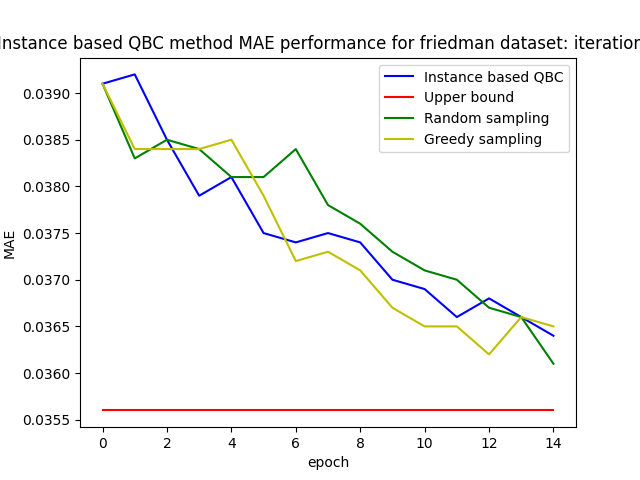 Instance based QBC method MAE performance for friedman dataset: iteration
Instance based QBC
Upper bound
Random sampling
Greedy sampling
MAE
0.0390
0.0385
0.0380
0.0375
0.0370
0.0365
0.0360
0.0355
0 2 4 6 8 10 12 14
epoch